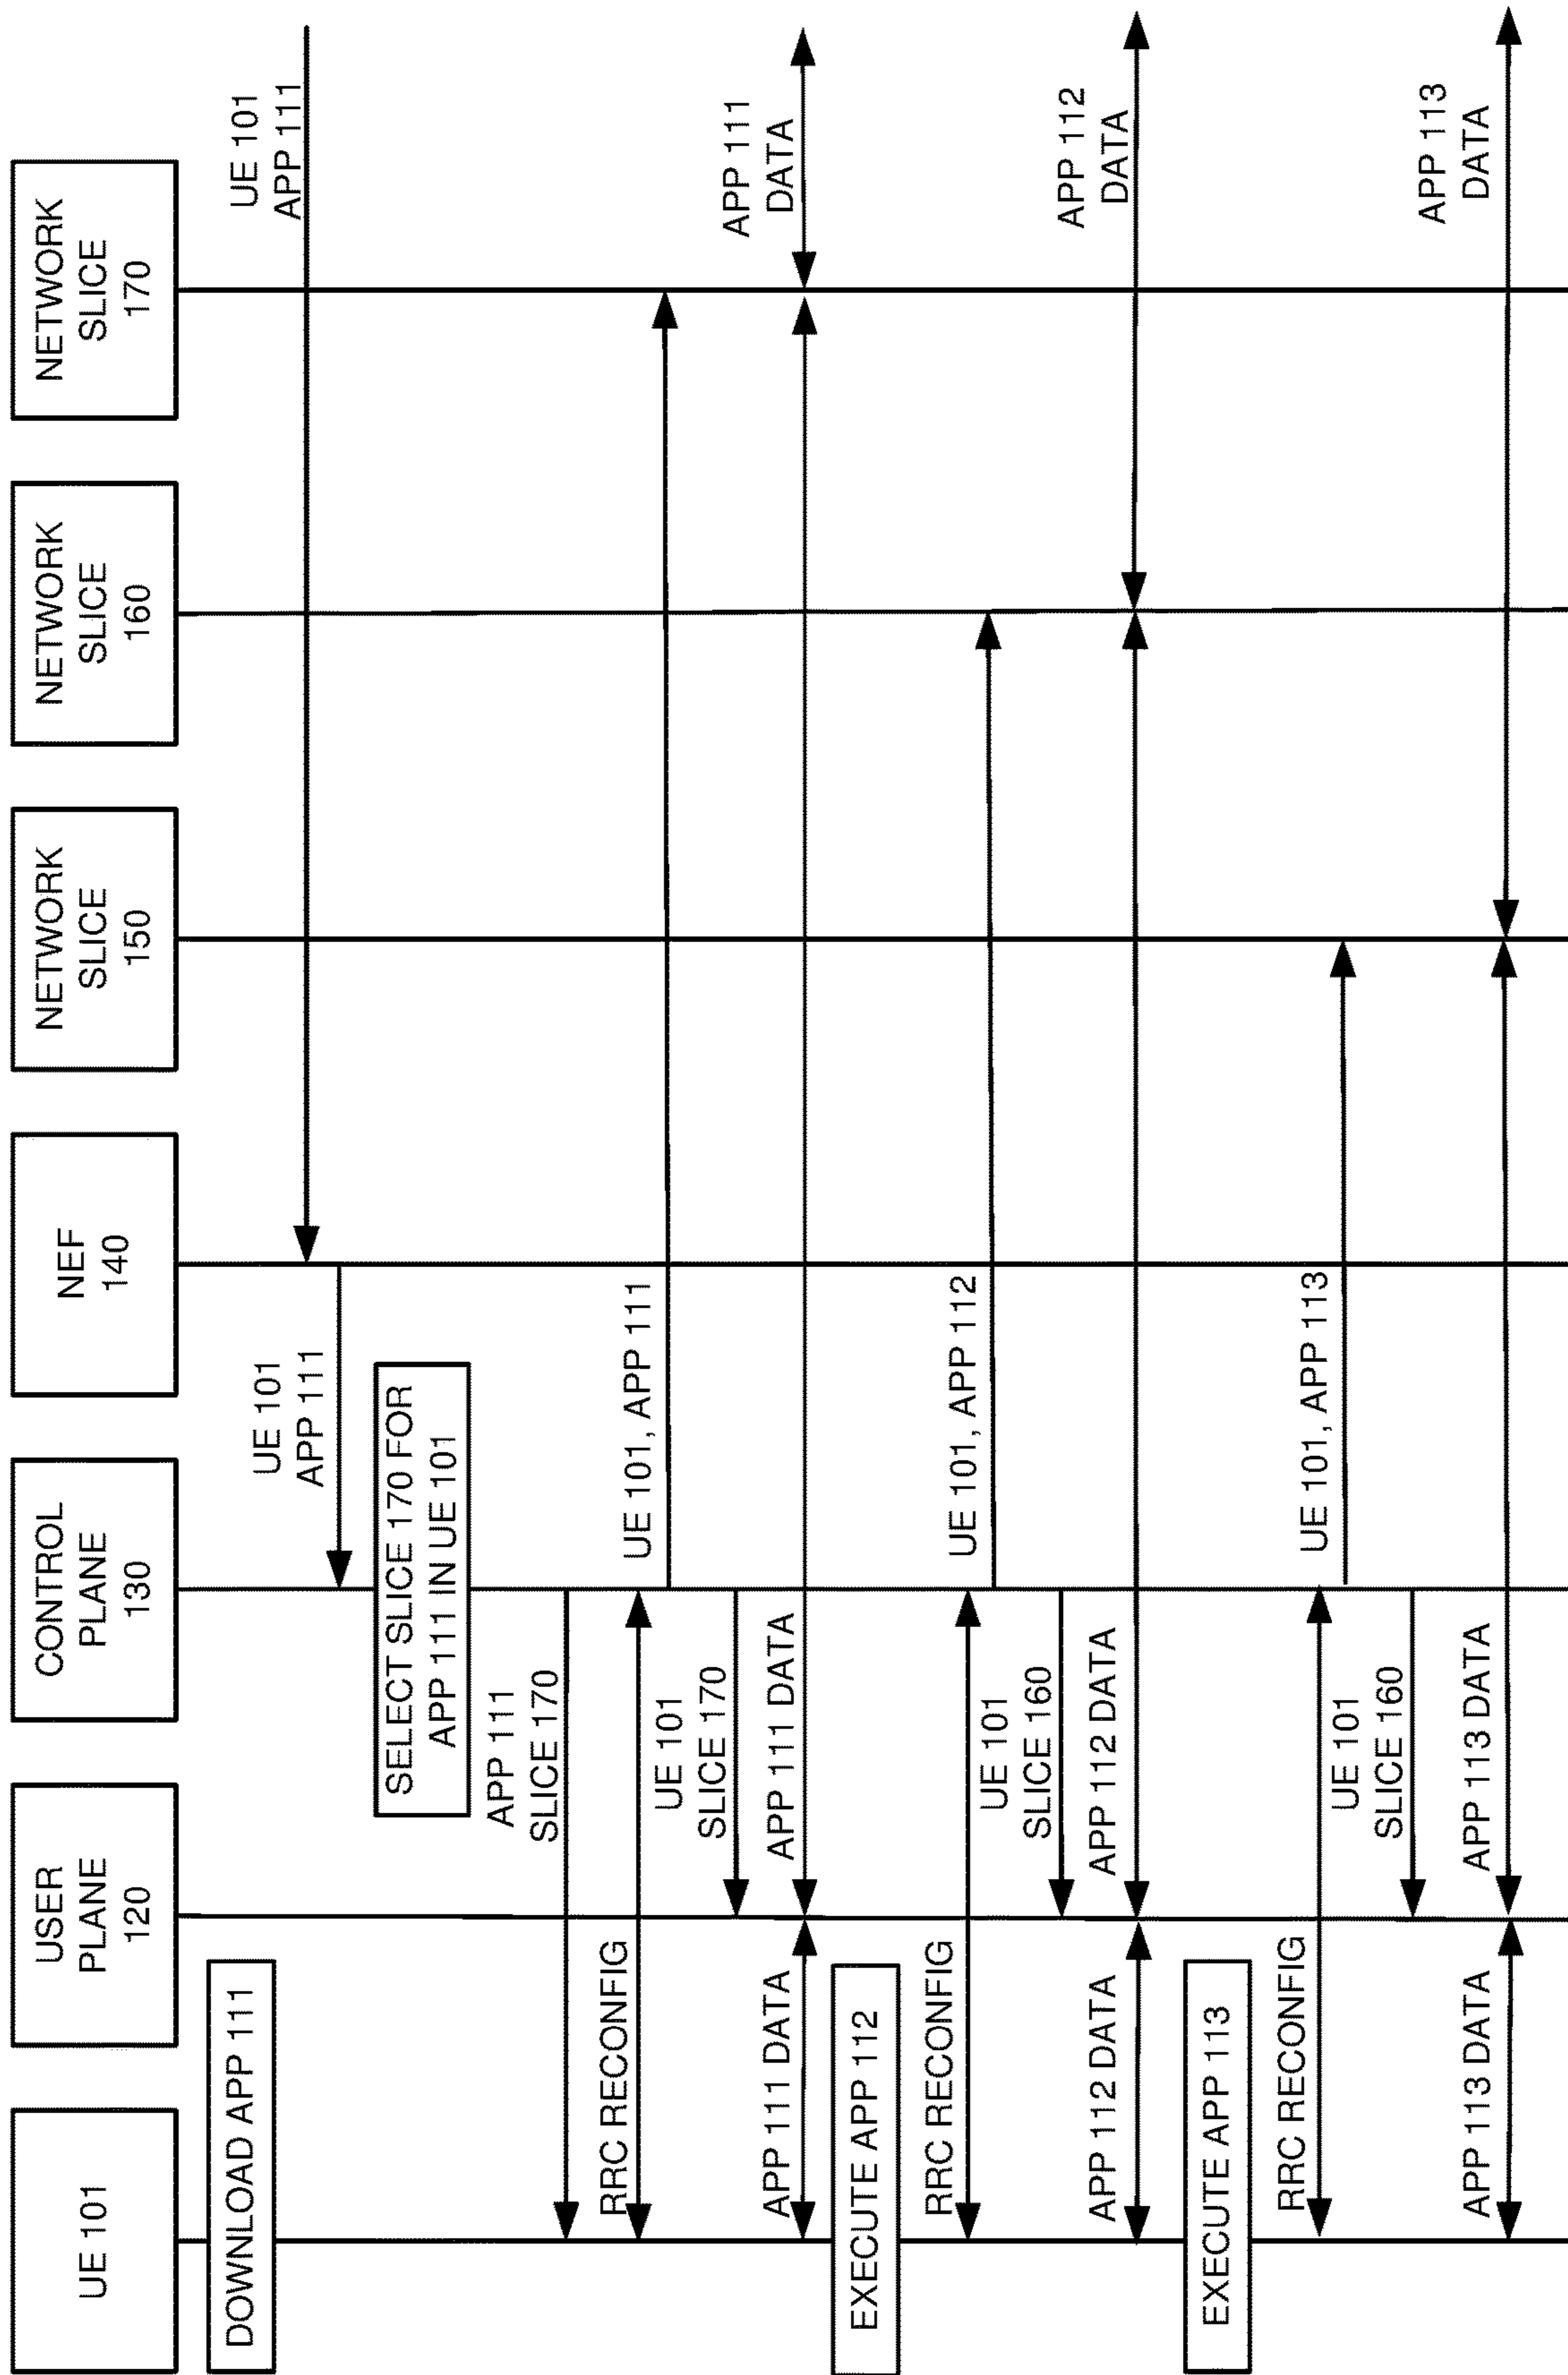 UE 101
USER
PLANE
120
CONTROL
PLANE
130
NEF
140
NETWORK
SLICE
150
NETWORK
SLICE
160
NETWORK
SLICE
170
DOWNLOAD APP 111
UE 101
APP 111
UE 101
APP 111
SELECT SLICE 170 FOR
APP 111 IN UE 101
APP 111
SLICE 170
RRC RECONFIG
UE 101, APP 111
UE 101
SLICE 170
APP 111 DATA
APP 111 DATA
APP 111
DATA
EXECUTE APP 112
RRC RECONFIG
UE 101, APP 112
UE 101
SLICE 160
APP 112 DATA
APP 112 DATA
APP 112
DATA
EXECUTE APP 113
RRC RECONFIG
UE 101, APP 113
UE 101
SLICE 160
APP 113 DATA
APP 113 DATA
APP 113
DATA